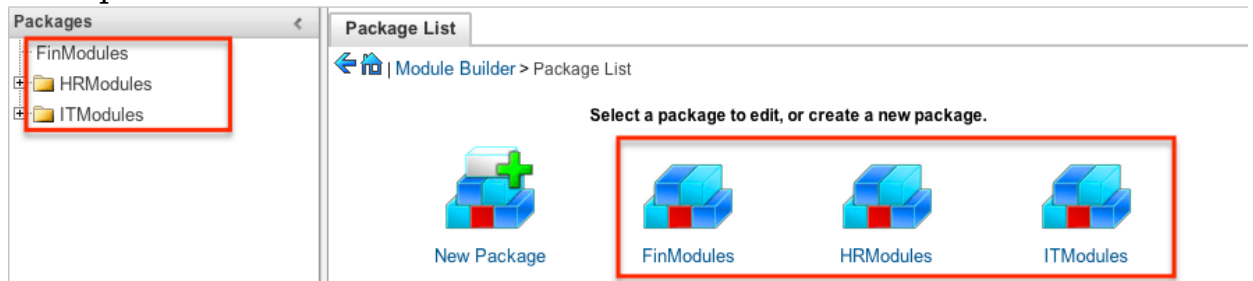 Packages
FinModules
HRModules
ITModules
Package List
| Module Builder > Package List
Select a package to edit, or create a new package.
New Package
FinModules
HRModules
ITModules